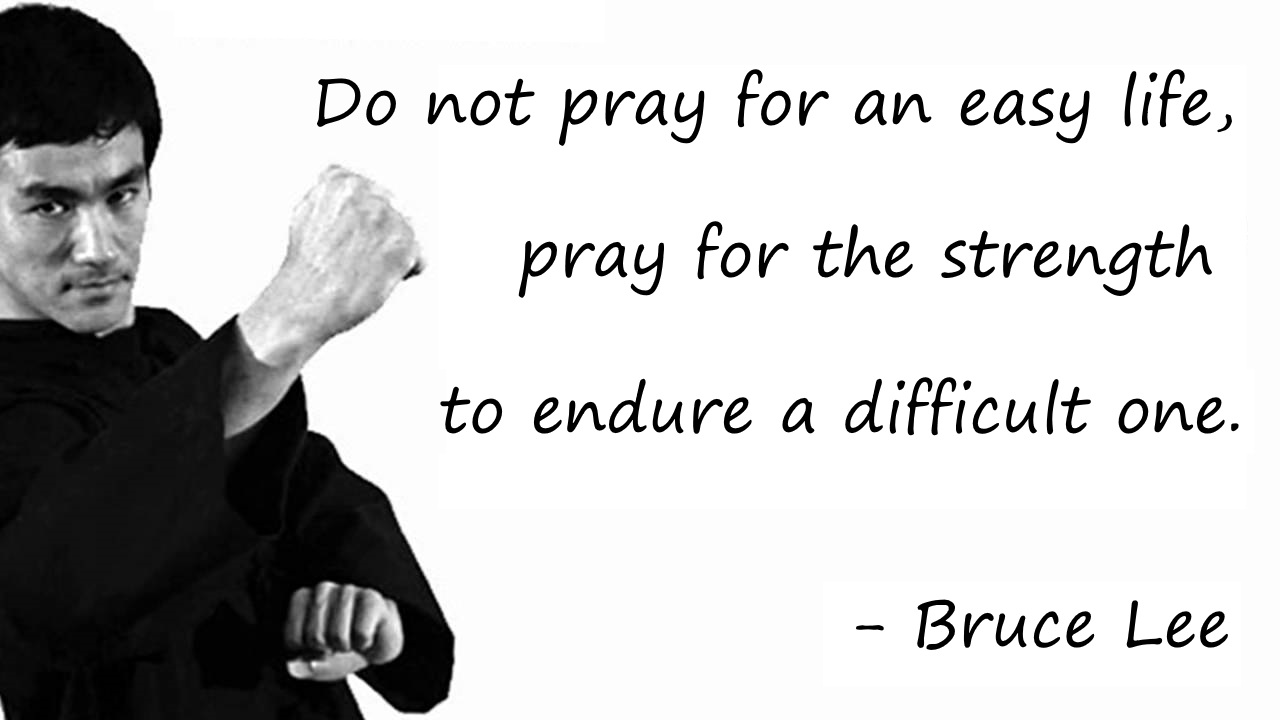 Do not pray for an easy life,
pray for the strength
to endure a difficult one.
- Bruce Lee